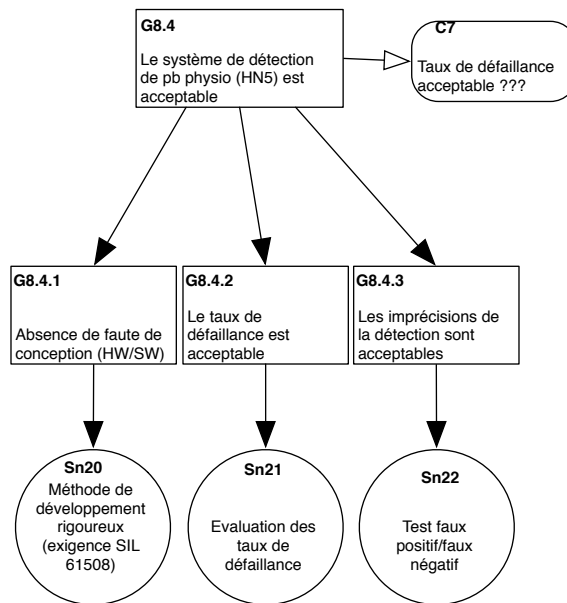 G8.4
Le système de détection
de pb physio (HN5) est
acceptable
C7
Taux de défaillance
acceptable ???
G8.4.1
Absence de faute de
conception (HW/SW)
G8.4.2
Le taux de
défaillance est
acceptable
G8.4.3
Les imprécisions de
la détection sont
acceptables
Sn20
Méthode de
développement
rigoureux
(exigence SIL
61508)
Sn21
Evaluation des
taux de
défaillance
Sn22
Test faux
positif/faux
négatif